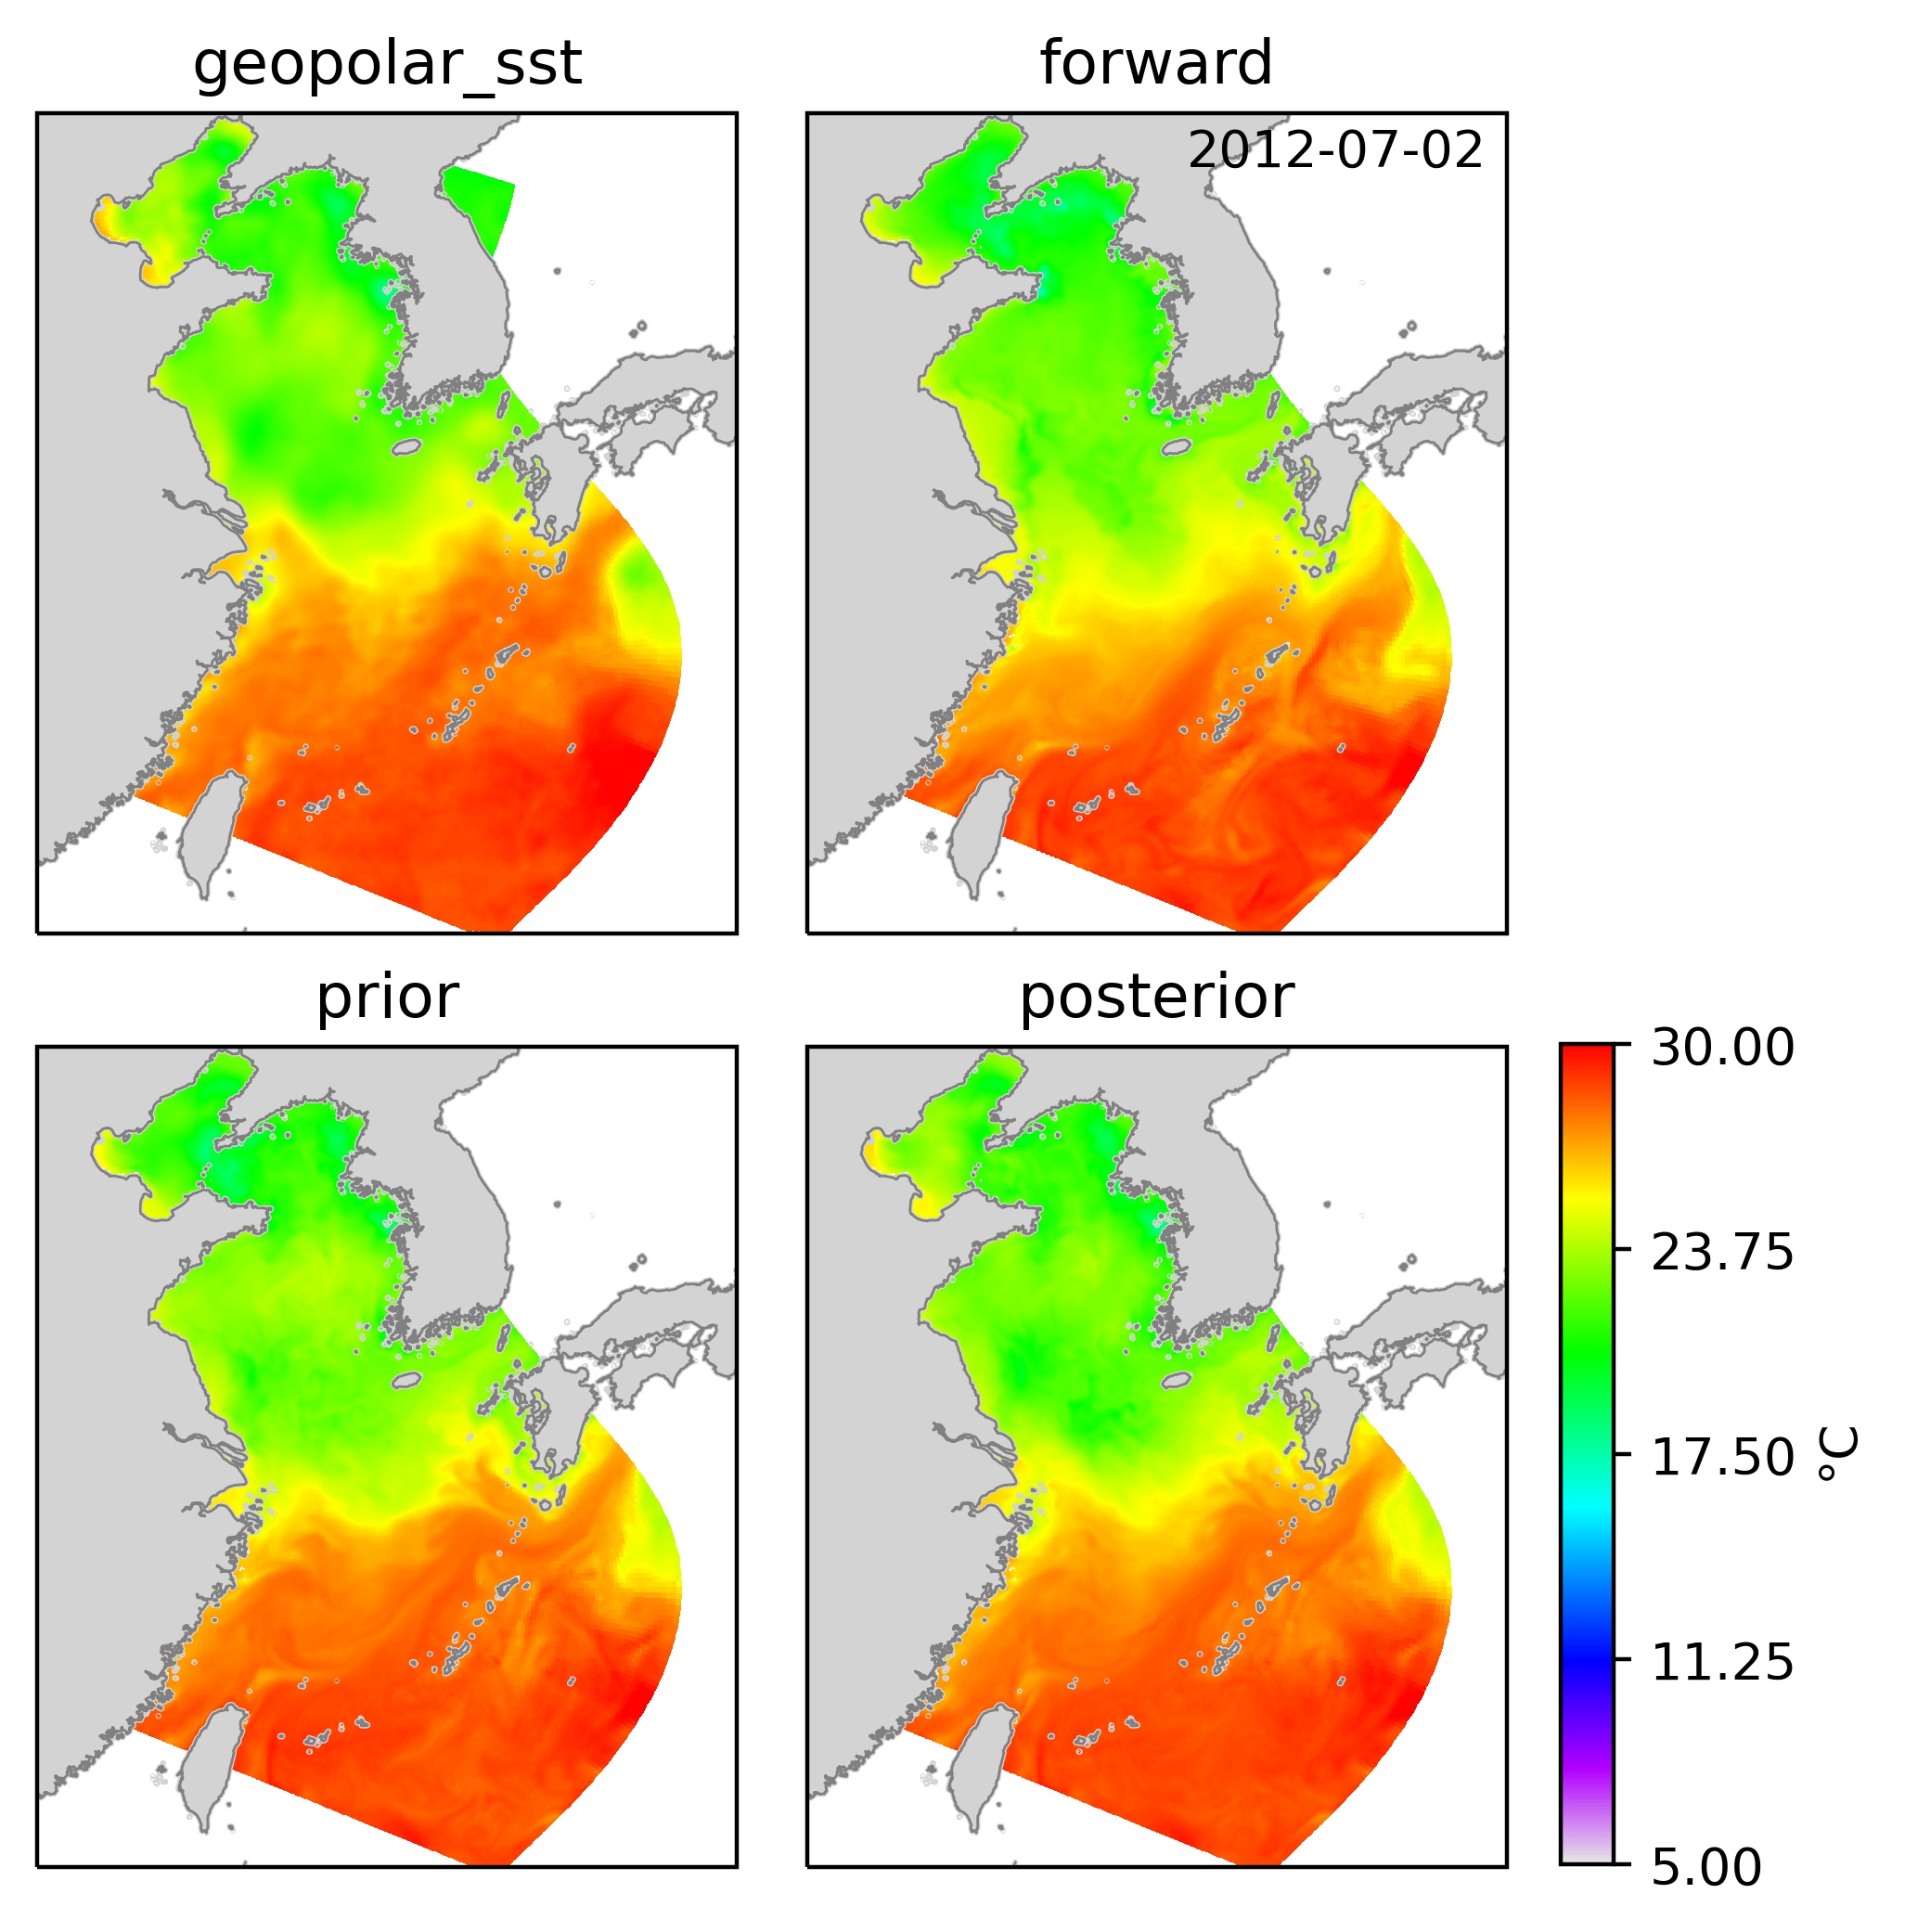 geopolar_sst
forward
2012-07-02
prior
posterior
30.00
23.75
17.50
11.25
5.00
°C